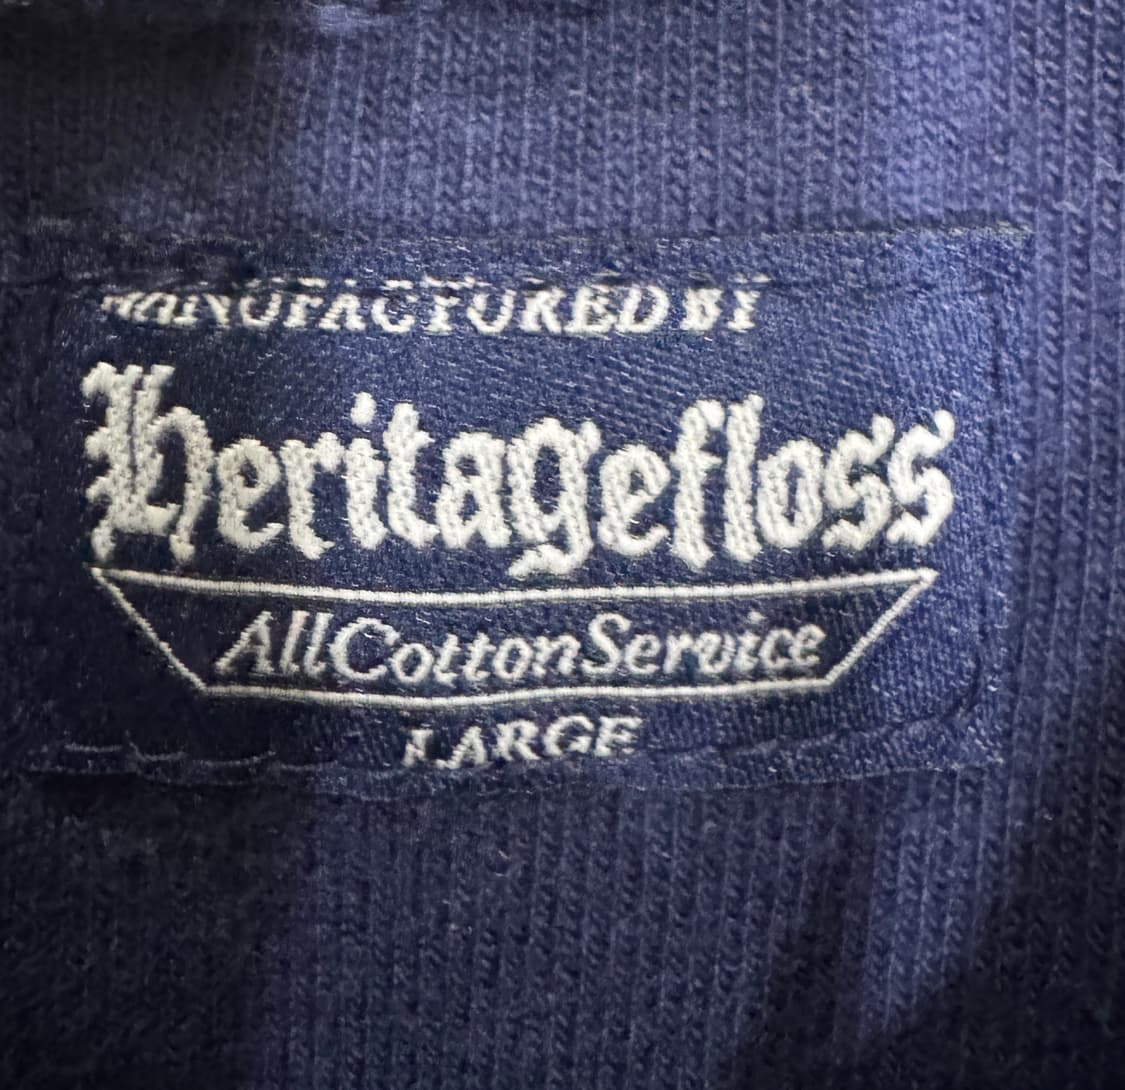 MANUFACTURED BY
Heritagefloss
AllCottonService
LARGE